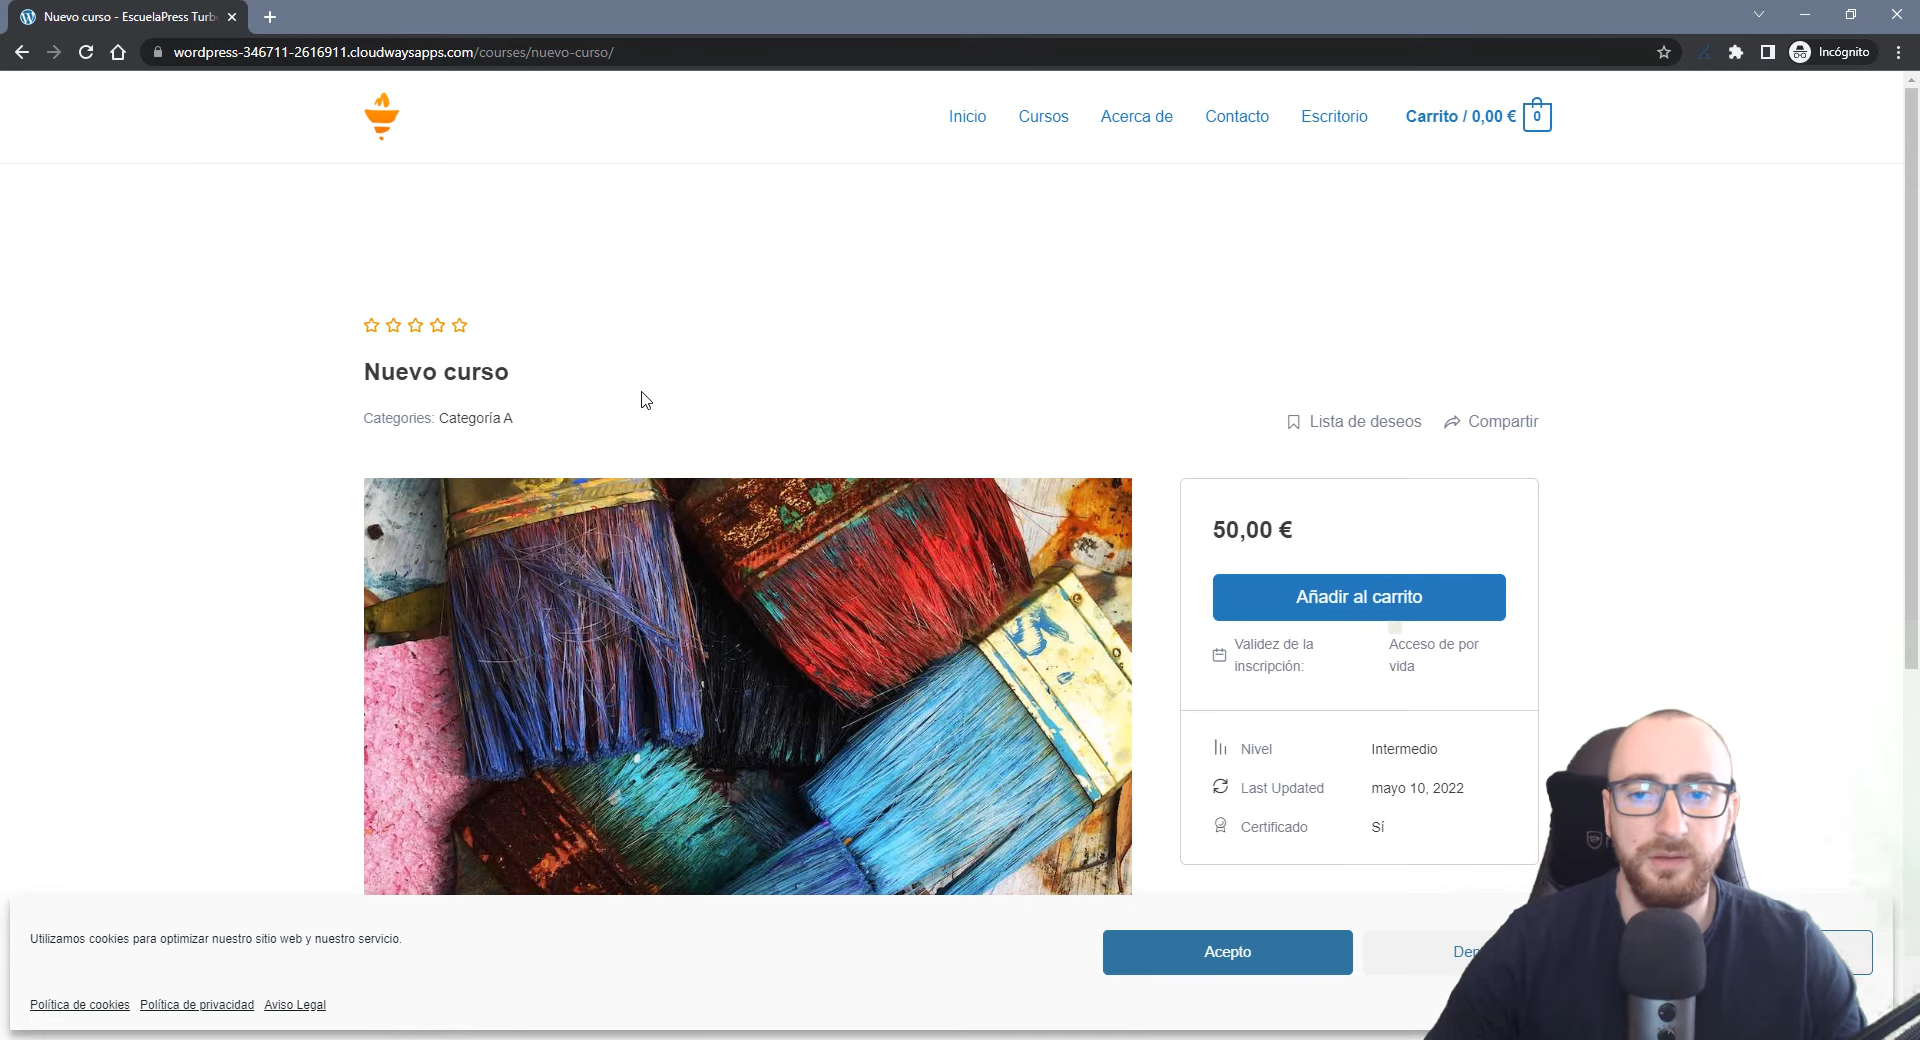 Nuevo curso - EscuelaPress Turb
wordpress-346711-2616911.cloudwaysapps.com/courses/nuevo-curso/
Incógnito
Inicio
Cursos
Acerca de
Contacto
Escritorio
Carrito / 0,00 €
0
Nuevo curso
Categories: Categoría A
Lista de deseos
Compartir
50,00 €
Añadir al carrito
Validez de la
inscripción:
Acceso de por
vida
Nivel
Intermedio
Last Updated
mayo 10, 2022
Certificado
Sí
Utilizamos cookies para optimizar nuestro sitio web y nuestro servicio.
Acepto
Política de cookies
Política de privacidad
Aviso Legal